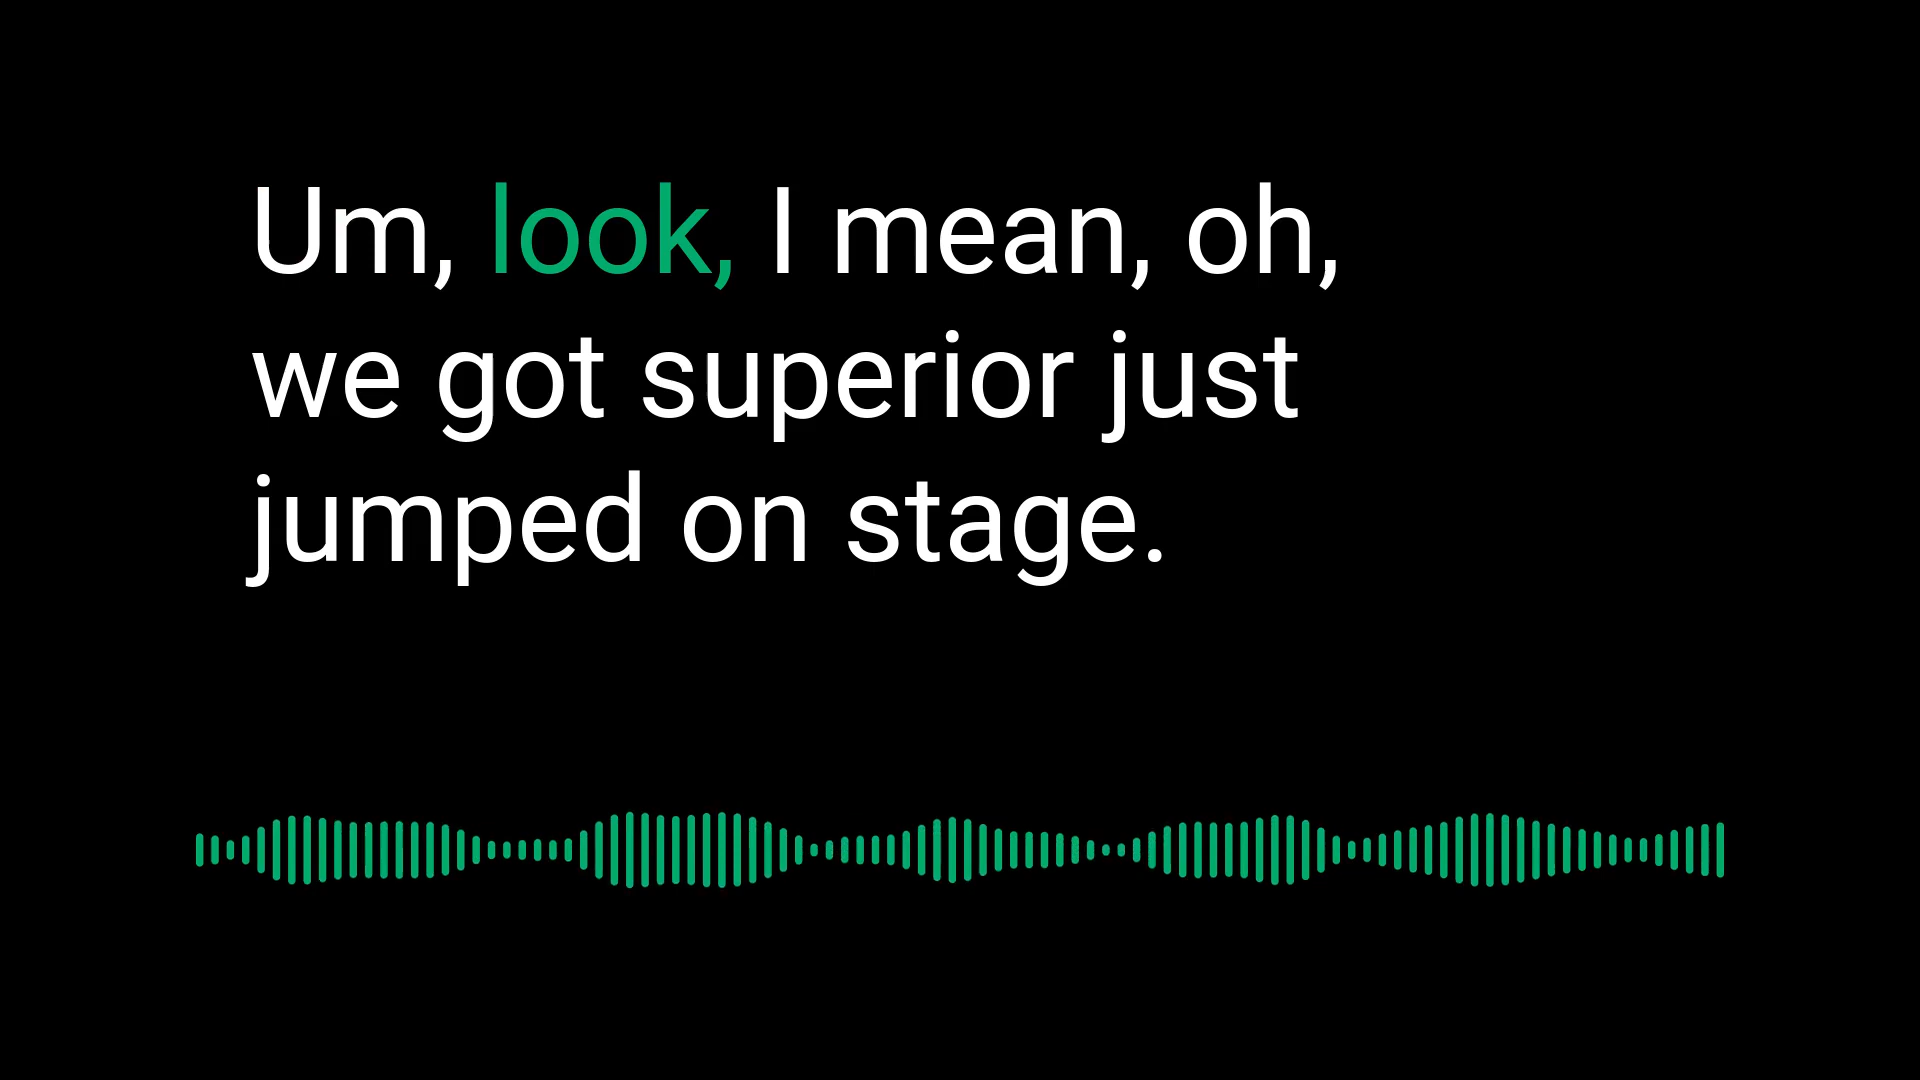 Um, look, I mean, oh,
we got superior just
jumped on stage.